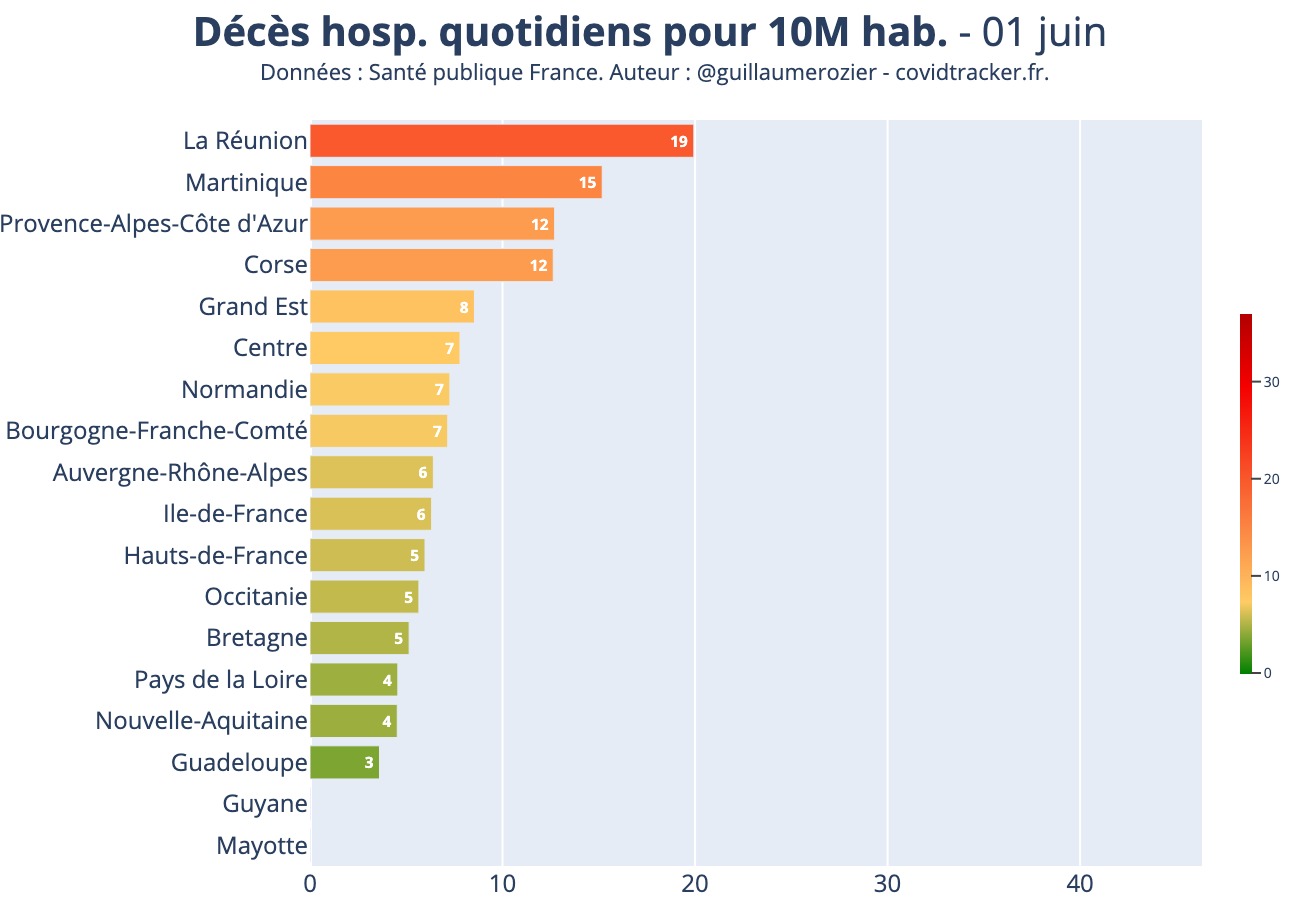 Décès hosp. quotidiens pour 10M hab. - 01 juin
Données : Santé publique France. Auteur : @guillaumerozier - covidtracker.fr.
La Réunion 19
Martinique 15
Provence-Alpes-Côte d'Azur 12
Corse 12
Grand Est 8
Centre 7
Normandie 7
Bourgogne-Franche-Comté 7
Auvergne-Rhône-Alpes 6
Ile-de-France 6
Hauts-de-France 5
Occitanie 5
Bretagne 5
Pays de la Loire 4
Nouvelle-Aquitaine 4
Guadeloupe 3
Guyane
Mayotte
0 10 20 30 40
30
20
10
0